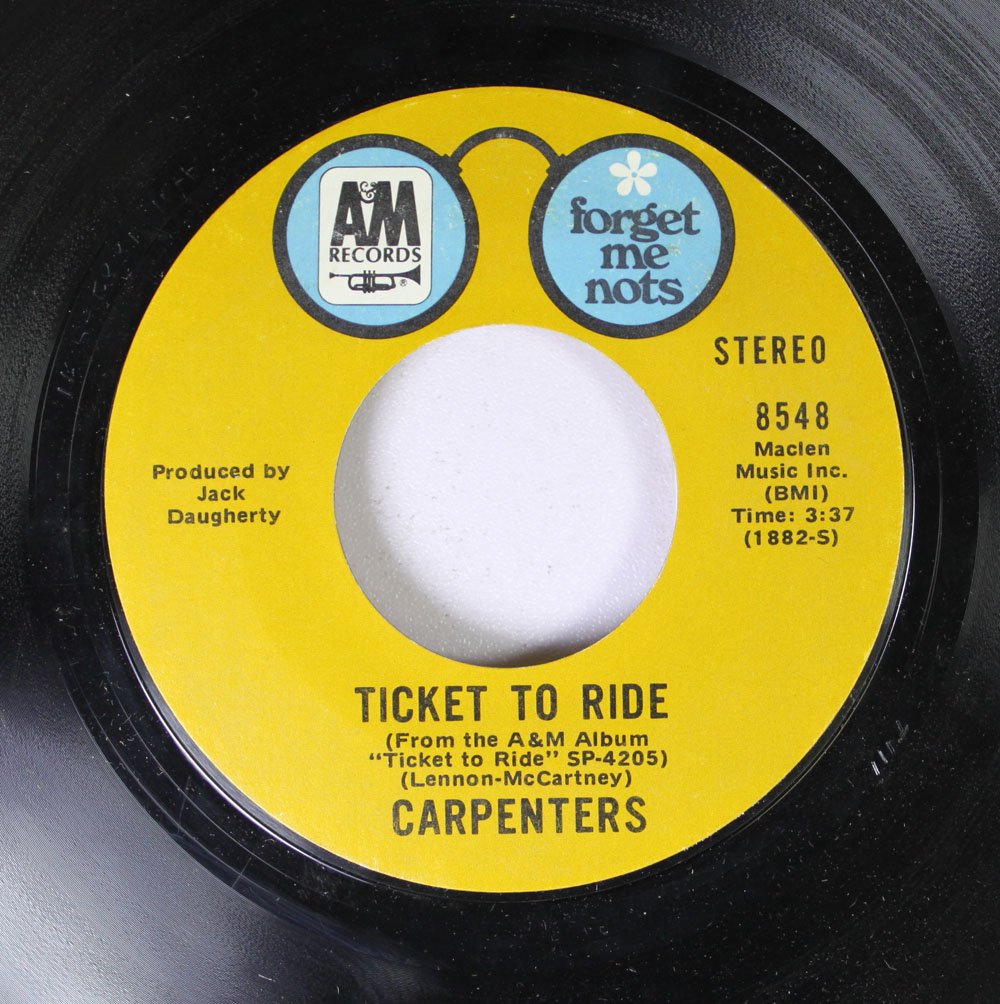 A&M
RECORDS
®
forget
me
nots
STEREO
8548
Maclen
Music Inc.
(BMI)
Time: 3:37
(1882-S)
Produced by
Jack
Daugherty
TICKET TO RIDE
(From the A&M Album
“Ticket to Ride” SP-4205)
(Lennon-McCartney)
CARPENTERS